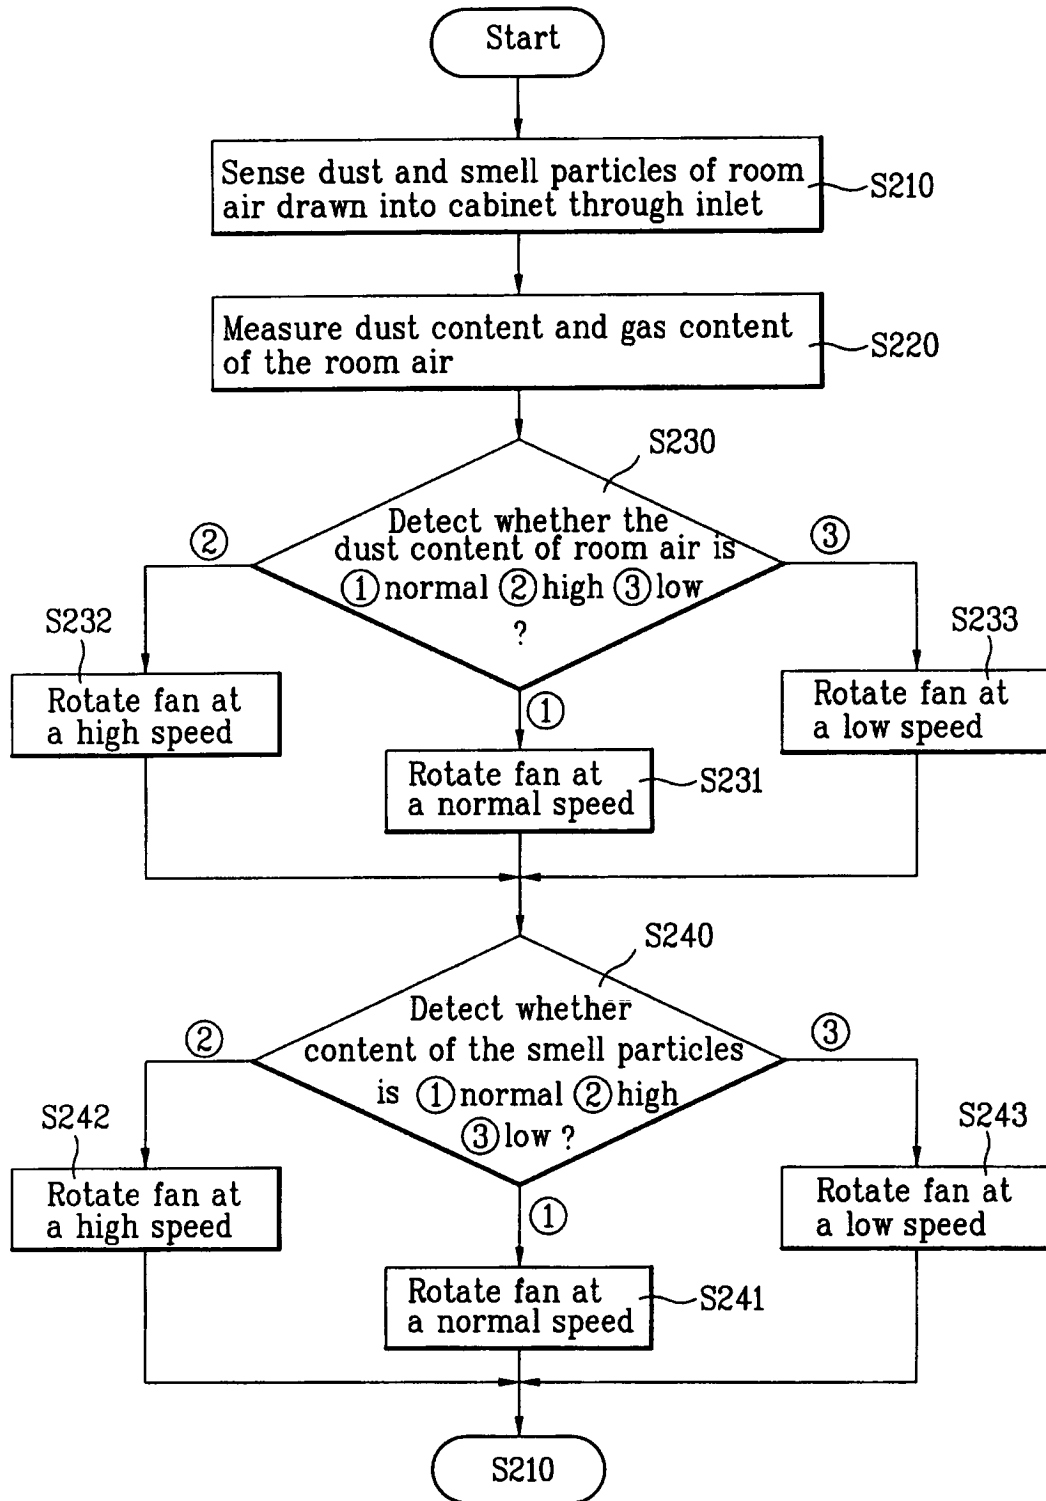 Start
Sense dust and smell particles of room
air drawn into cabinet through inlet
S210
Measure dust content and gas content
of the room air
S220
S230
Detect whether the
dust content of room air is
①normal ②high ③low
?
②
③
①
S232
Rotate fan at
a high speed
S233
Rotate fan at
a low speed
Rotate fan at
a normal speed
S231
S240
Detect whether
content of the smell particles
is ①normal ②high
③low ?
②
③
①
S242
Rotate fan at
a high speed
S243
Rotate fan at
a low speed
Rotate fan at
a normal speed
S241
S210